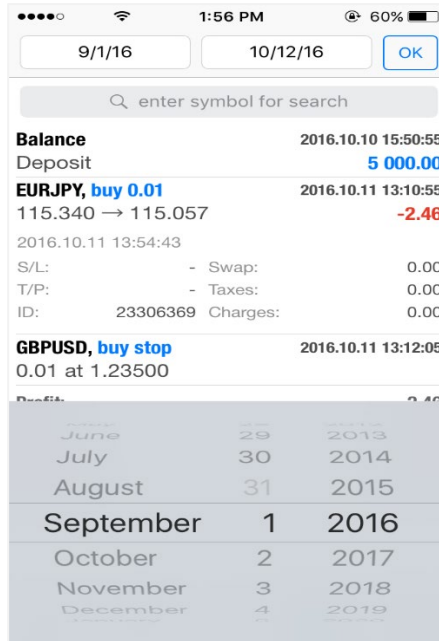 1:56 PM 60%
9/1/16 10/12/16 OK
enter symbol for search
Balance 2016.10.10 15:50:55
Deposit 5 000.00
EURJPY, buy 0.01 2016.10.11 13:10:55
115.340 → 115.057 -2.46
2016.10.11 13:54:43
S/L: - Swap: 0.00
T/P: - Taxes: 0.00
ID: 23306369 Charges: 0.00
GBPUSD, buy stop 2016.10.11 13:12:05
0.01 at 1.23500
June 29 2013
July 30 2014
August 31 2015
September 1 2016
October 2 2017
November 3 2018
December 4 2019